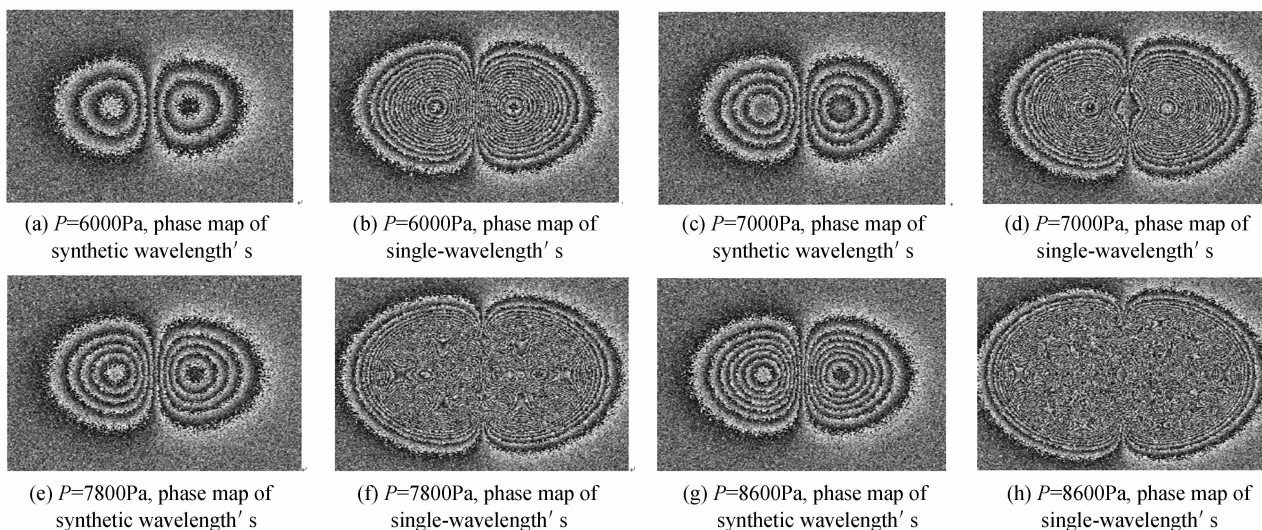 (a) P=6000Pa, phase map of
synthetic wavelength′ s
(b) P=6000Pa, phase map of
single-wavelength′ s
(c) P=7000Pa, phase map of
synthetic wavelength′ s
(d) P=7000Pa, phase map of
single-wavelength′ s
(e) P=7800Pa, phase map of
synthetic wavelength′ s
(f) P=7800Pa, phase map of
single-wavelength′ s
(g) P=8600Pa, phase map of
synthetic wavelength′ s
(h) P=8600Pa, phase map of
single-wavelength′ s